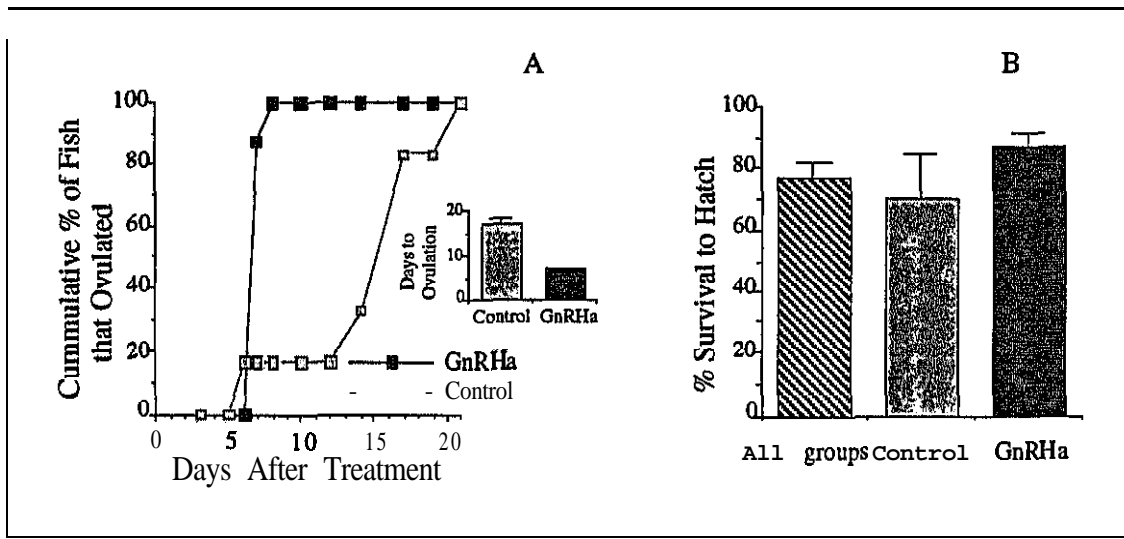 A
Cummulative % of Fish
that Ovulated
100
80
60
40
20
0
0
5
10
15
20
Days After Treatment
Days to
Ovulation
20
10
0
Control
GnRHa
GnRHa
- - Control
B
% Survival to Hatch
100
80
60
40
20
0
All groups
Control
GnRHa